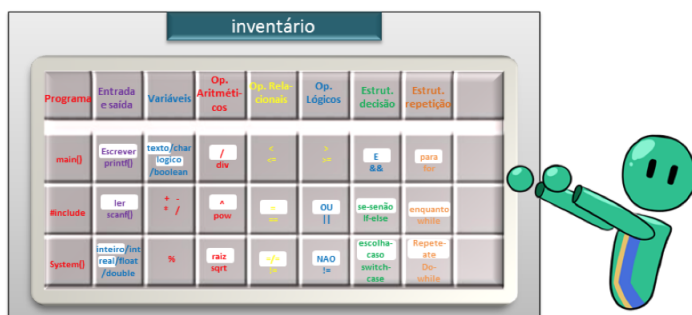 inventário
Programa Entrada e saída Variáveis Op. Aritméticos Op. Relacionais Op. Lógicos Estrut. decisão Estrut. repetição
main() Escrever printf() texto/char logico /boolean / div < <= > >= E && para for
#include ler scanf() + - * / ^ pow = == OU || se-senão If-else enquanto while
System() inteiro/int real/float /double % raiz sqrt ~/= != NAO != escolha-caso switch-case Repete-ate Do-while